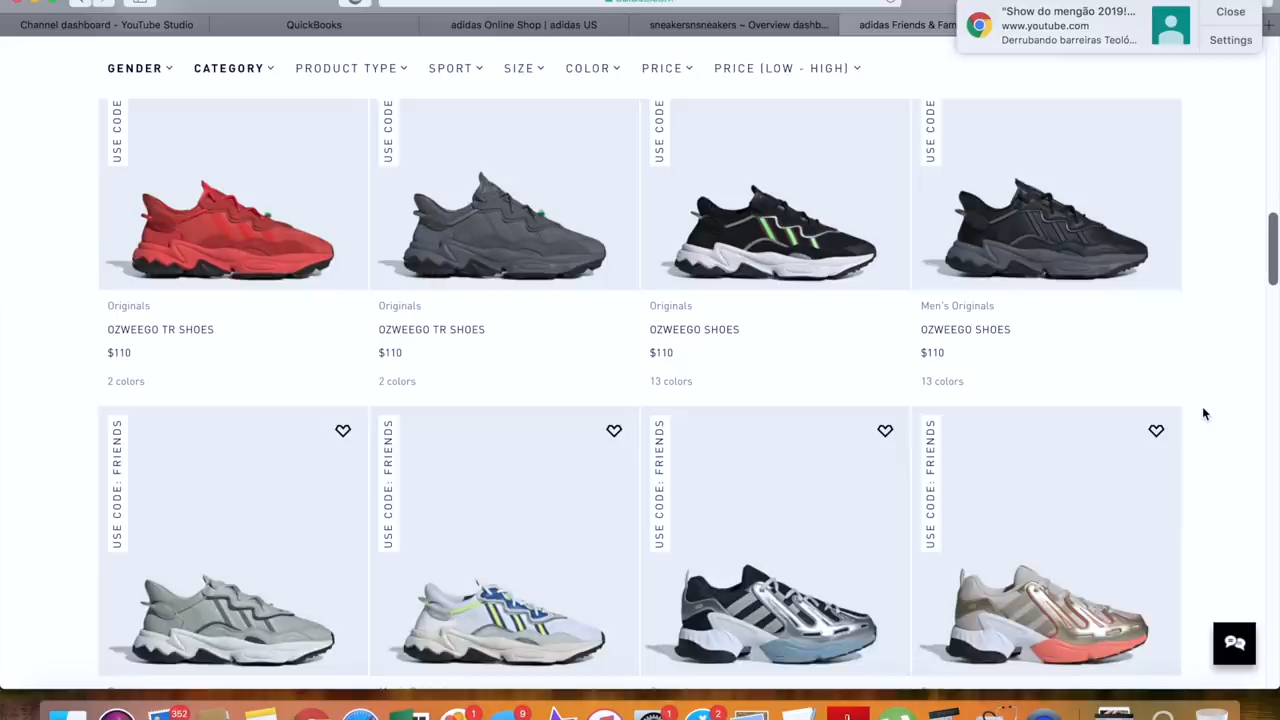 Channel dashboard - YouTube Studio
QuickBooks
adidas Online Shop | adidas US
sneakersnsneakers ~ Overview dashb...
adidas Friends & Fam
"Show do mengão 2019!...
www.youtube.com
Derrubando barreiras Teoló...
Close
Settings
GENDER CATEGORY PRODUCT TYPE SPORT SIZE COLOR PRICE PRICE [LOW - HIGH]
USE CODE
USE CODE
USE CODE
USE CODE
Originals
OZWEEGO TR SHOES
$110
2 colors
Originals
OZWEEGO TR SHOES
$110
2 colors
Originals
OZWEEGO SHOES
$110
13 colors
Men's Originals
OZWEEGO SHOES
$110
13 colors
USE CODE: FRIENDS
USE CODE: FRIENDS
USE CODE: FRIENDS
USE CODE: FRIENDS
352
1
9
1
2